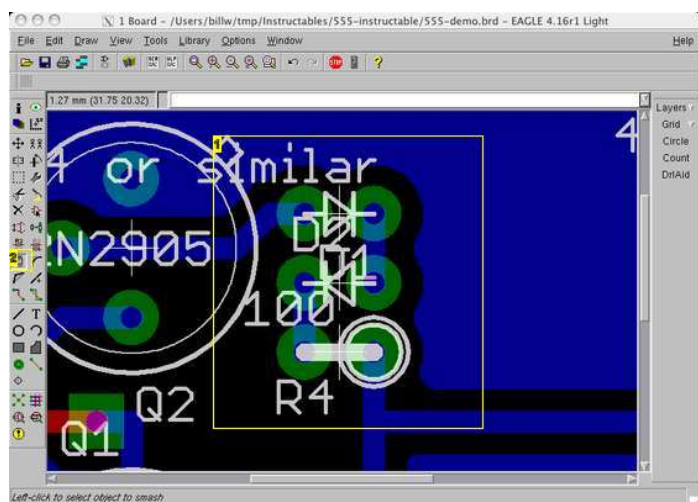 1 Board - /Users/billw/tmp/Instructables/555-instructable/555-demo.brd - EAGLE 4.16r1 Light
File Edit Draw View Tools Library Options Window Help
1.27 mm (31.75 20.32)
Layers
Grid
Circle
Count
DrlAid
1
4
4 or similar
D2
2N2905
D1
2
100
R4
Q2
Q1
Left-click to select object to smash